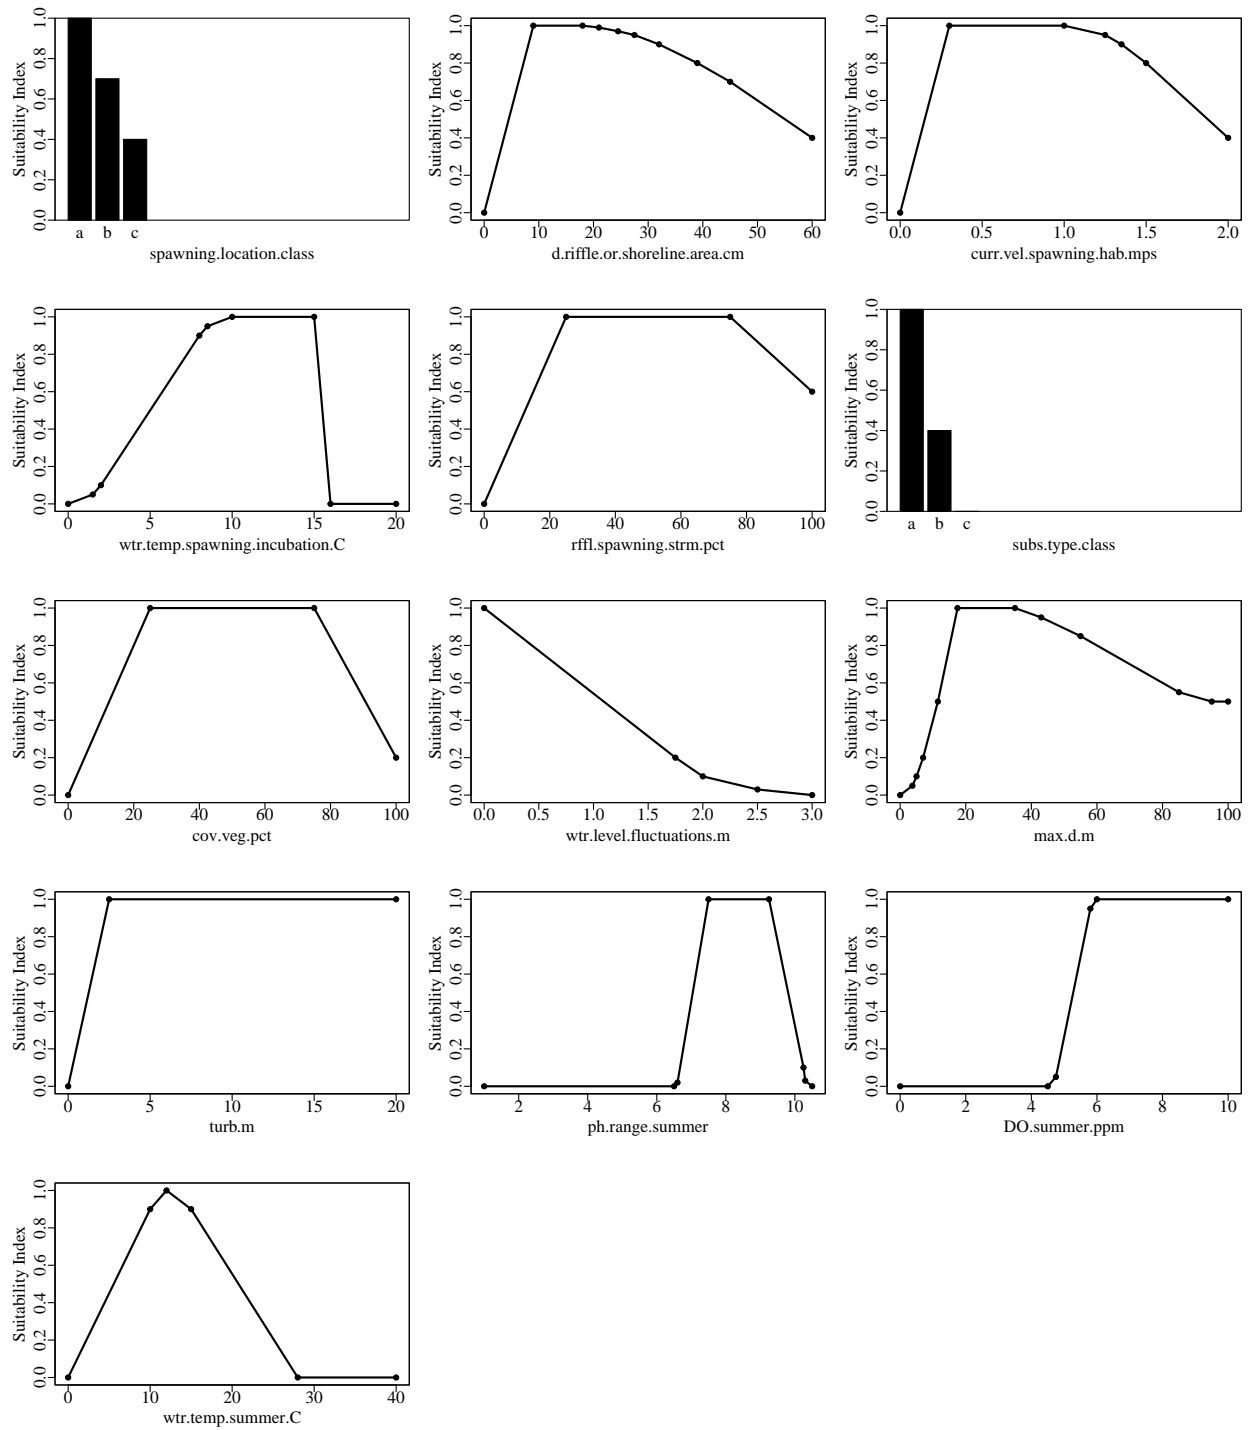 Suitability Index
0.0 0.2 0.4 0.6 0.8 1.0
a b c
spawning.location.class
Suitability Index
0.0 0.2 0.4 0.6 0.8 1.0
0 10 20 30 40 50 60
d.riffle.or.shoreline.area.cm
Suitability Index
0.0 0.2 0.4 0.6 0.8 1.0
0.0 0.5 1.0 1.5 2.0
curr.vel.spawning.hab.mps
Suitability Index
0.0 0.2 0.4 0.6 0.8 1.0
0 5 10 15 20
wtr.temp.spawning.incubation.C
Suitability Index
0.0 0.2 0.4 0.6 0.8 1.0
0 20 40 60 80 100
rffl.spawning.strm.pct
Suitability Index
0.0 0.2 0.4 0.6 0.8 1.0
a b c
subs.type.class
Suitability Index
0.0 0.2 0.4 0.6 0.8 1.0
0 20 40 60 80 100
cov.veg.pct
Suitability Index
0.0 0.2 0.4 0.6 0.8 1.0
0.0 0.5 1.0 1.5 2.0 2.5 3.0
wtr.level.fluctuations.m
Suitability Index
0.0 0.2 0.4 0.6 0.8 1.0
0 20 40 60 80 100
max.d.m
Suitability Index
0.0 0.2 0.4 0.6 0.8 1.0
0 5 10 15 20
turb.m
Suitability Index
0.0 0.2 0.4 0.6 0.8 1.0
2 4 6 8 10
ph.range.summer
Suitability Index
0.0 0.2 0.4 0.6 0.8 1.0
0 2 4 6 8 10
DO.summer.ppm
Suitability Index
0.0 0.2 0.4 0.6 0.8 1.0
0 10 20 30 40
wtr.temp.summer.C